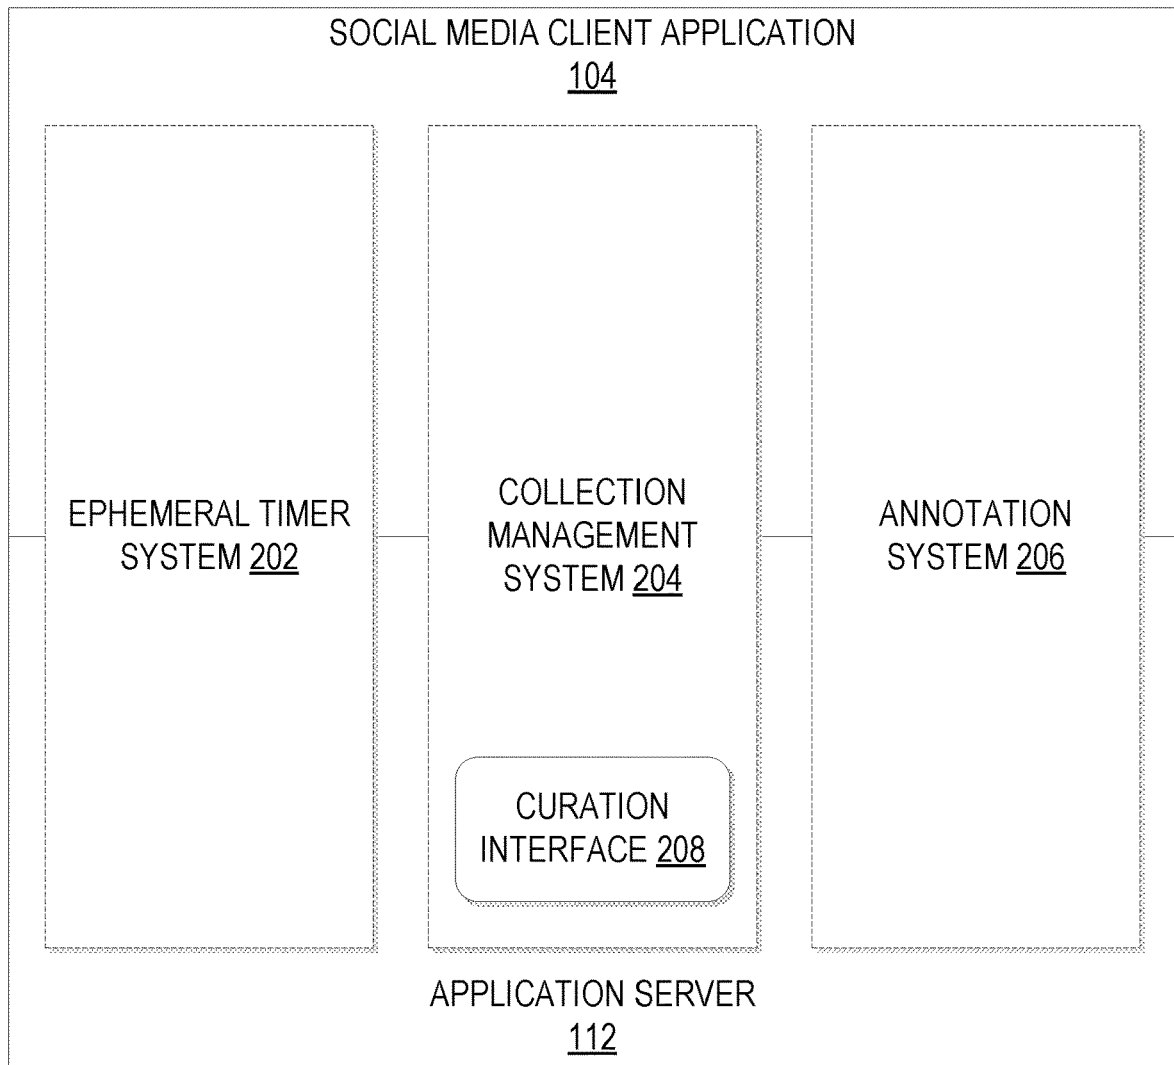 SOCIAL MEDIA CLIENT APPLICATION
104
EPHEMERAL TIMER
SYSTEM 202
COLLECTION
MANAGEMENT
SYSTEM 204
CURATION
INTERFACE 208
ANNOTATION
SYSTEM 206
APPLICATION SERVER
112